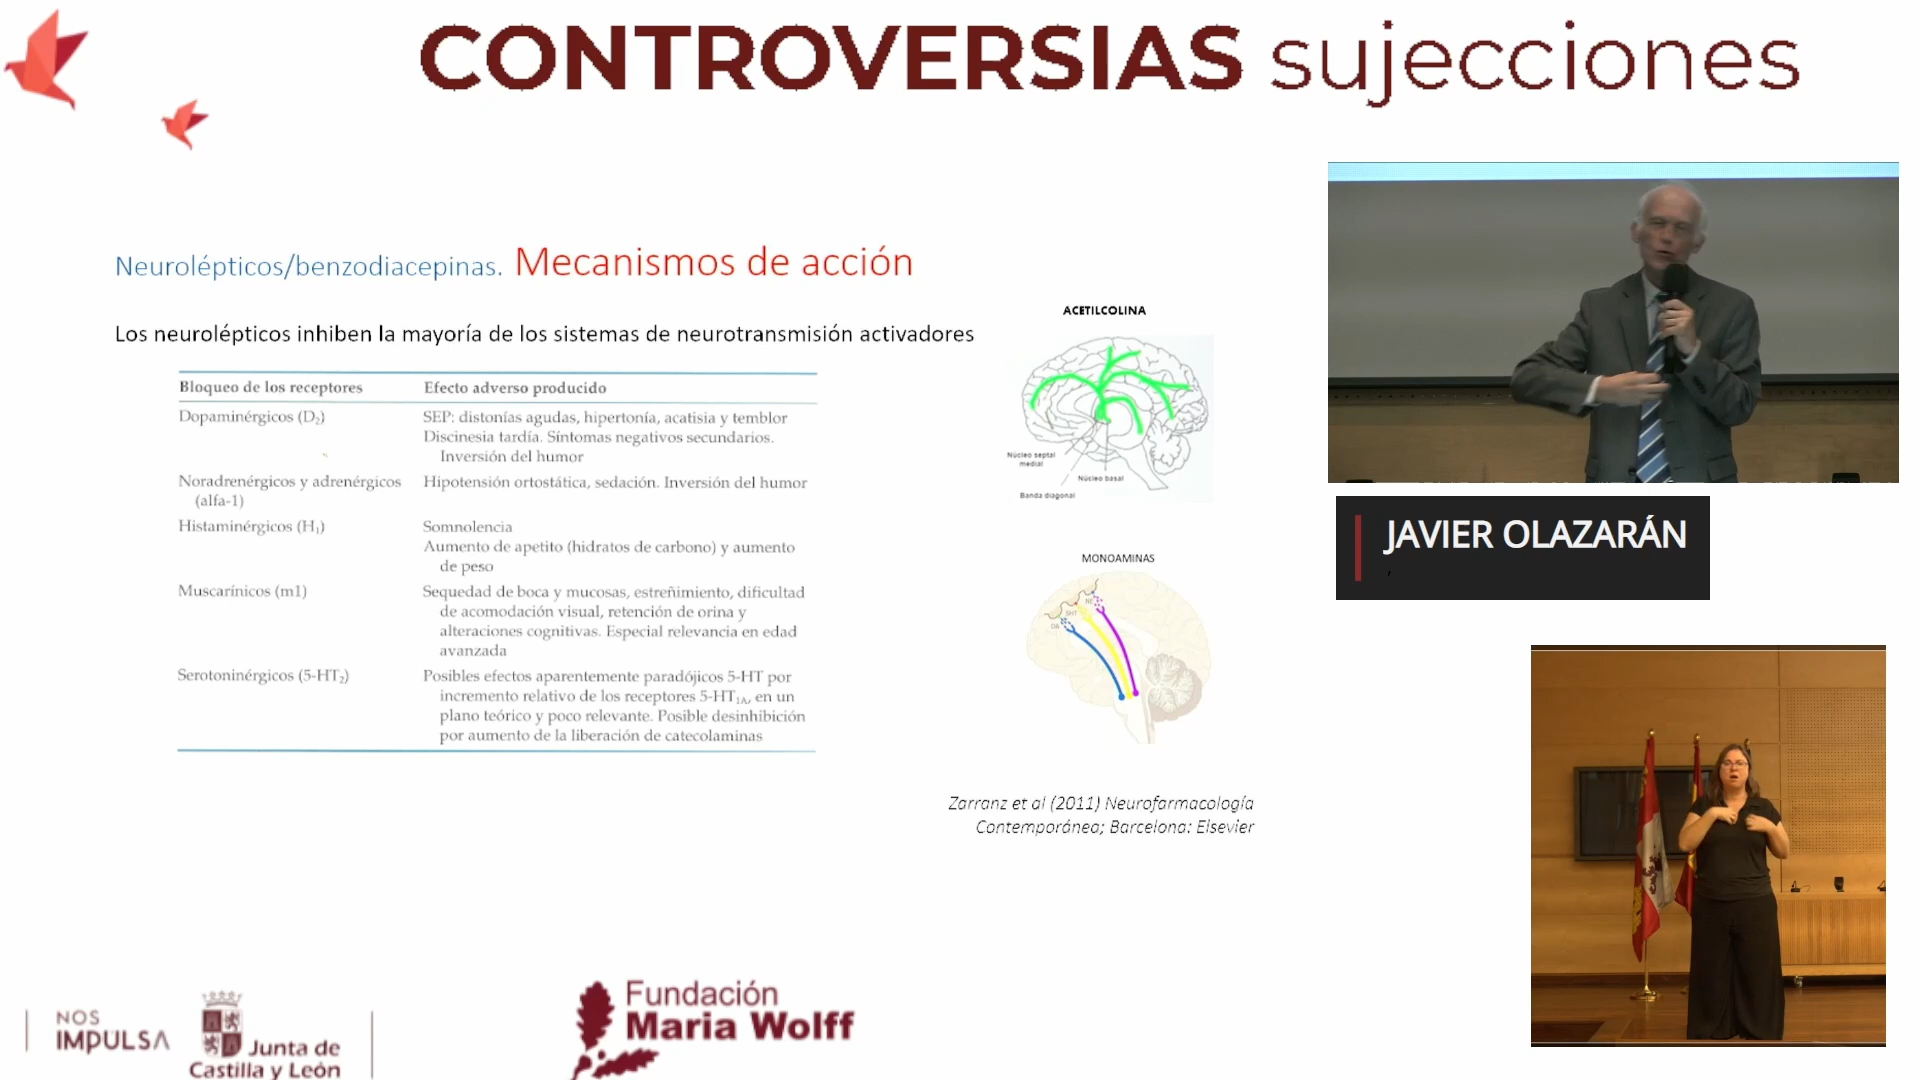 CONTROVERSIAS sujecciones
Neurolépticos/benzodiacepinas. Mecanismos de acción
Los neurolépticos inhiben la mayoría de los sistemas de neurotransmisión activadores
Bloqueo de los receptores Efecto adverso producido
Dopaminérgicos (D2) SEP: distonías agudas, hipertonía, acatisia y temblor
Discinesia tardía. Síntomas negativos secundarios.
Inversión del humor
Noradrenérgicos y adrenérgicos Hipotensión ortostática, sedación. Inversión del humor
(alfa-1)
Histaminérgicos (H1) Somnolencia
Aumento de apetito (hidratos de carbono) y aumento
de peso
Muscarínicos (m1) Sequedad de boca y mucosas, estreñimiento, dificultad
de acomodación visual, retención de orina y
alteraciones cognitivas. Especial relevancia en edad
avanzada
Serotoninérgicos (5-HT2) Posibles efectos aparentemente paradójicos 5-HT por
incremento relativo de los receptores 5-HT1A, en un
plano teórico y poco relevante. Posible desinhibición
por aumento de la liberación de catecolaminas
ACETILCOLINA
Núcleo septal
medial
Núcleo basal
Banda diagonal
MONOAMINAS
NE
5HT
DA
Zarranz et al (2011) Neurofarmacología
Contemporánea; Barcelona: Elsevier
JAVIER OLAZARÁN
,
NOS
IMPULSA
Junta de
Castilla y León
Fundación
Maria Wolff